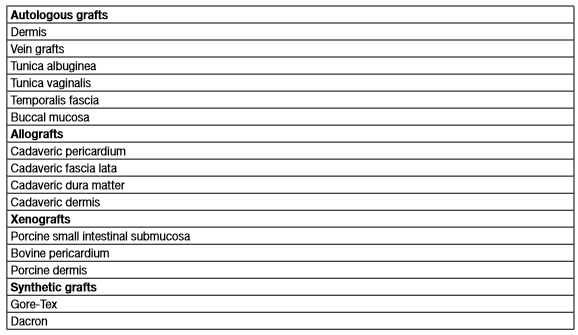 Autologous grafts
Dermis
Vein grafts
Tunica albuginea
Tunica vaginalis
Temporalis fascia
Buccal mucosa
Allografts
Cadaveric pericardium
Cadaveric fascia lata
Cadaveric dura matter
Cadaveric dermis
Xenografts
Porcine small intestinal submucosa
Bovine pericardium
Porcine dermis
Synthetic grafts
Gore-Tex
Dacron